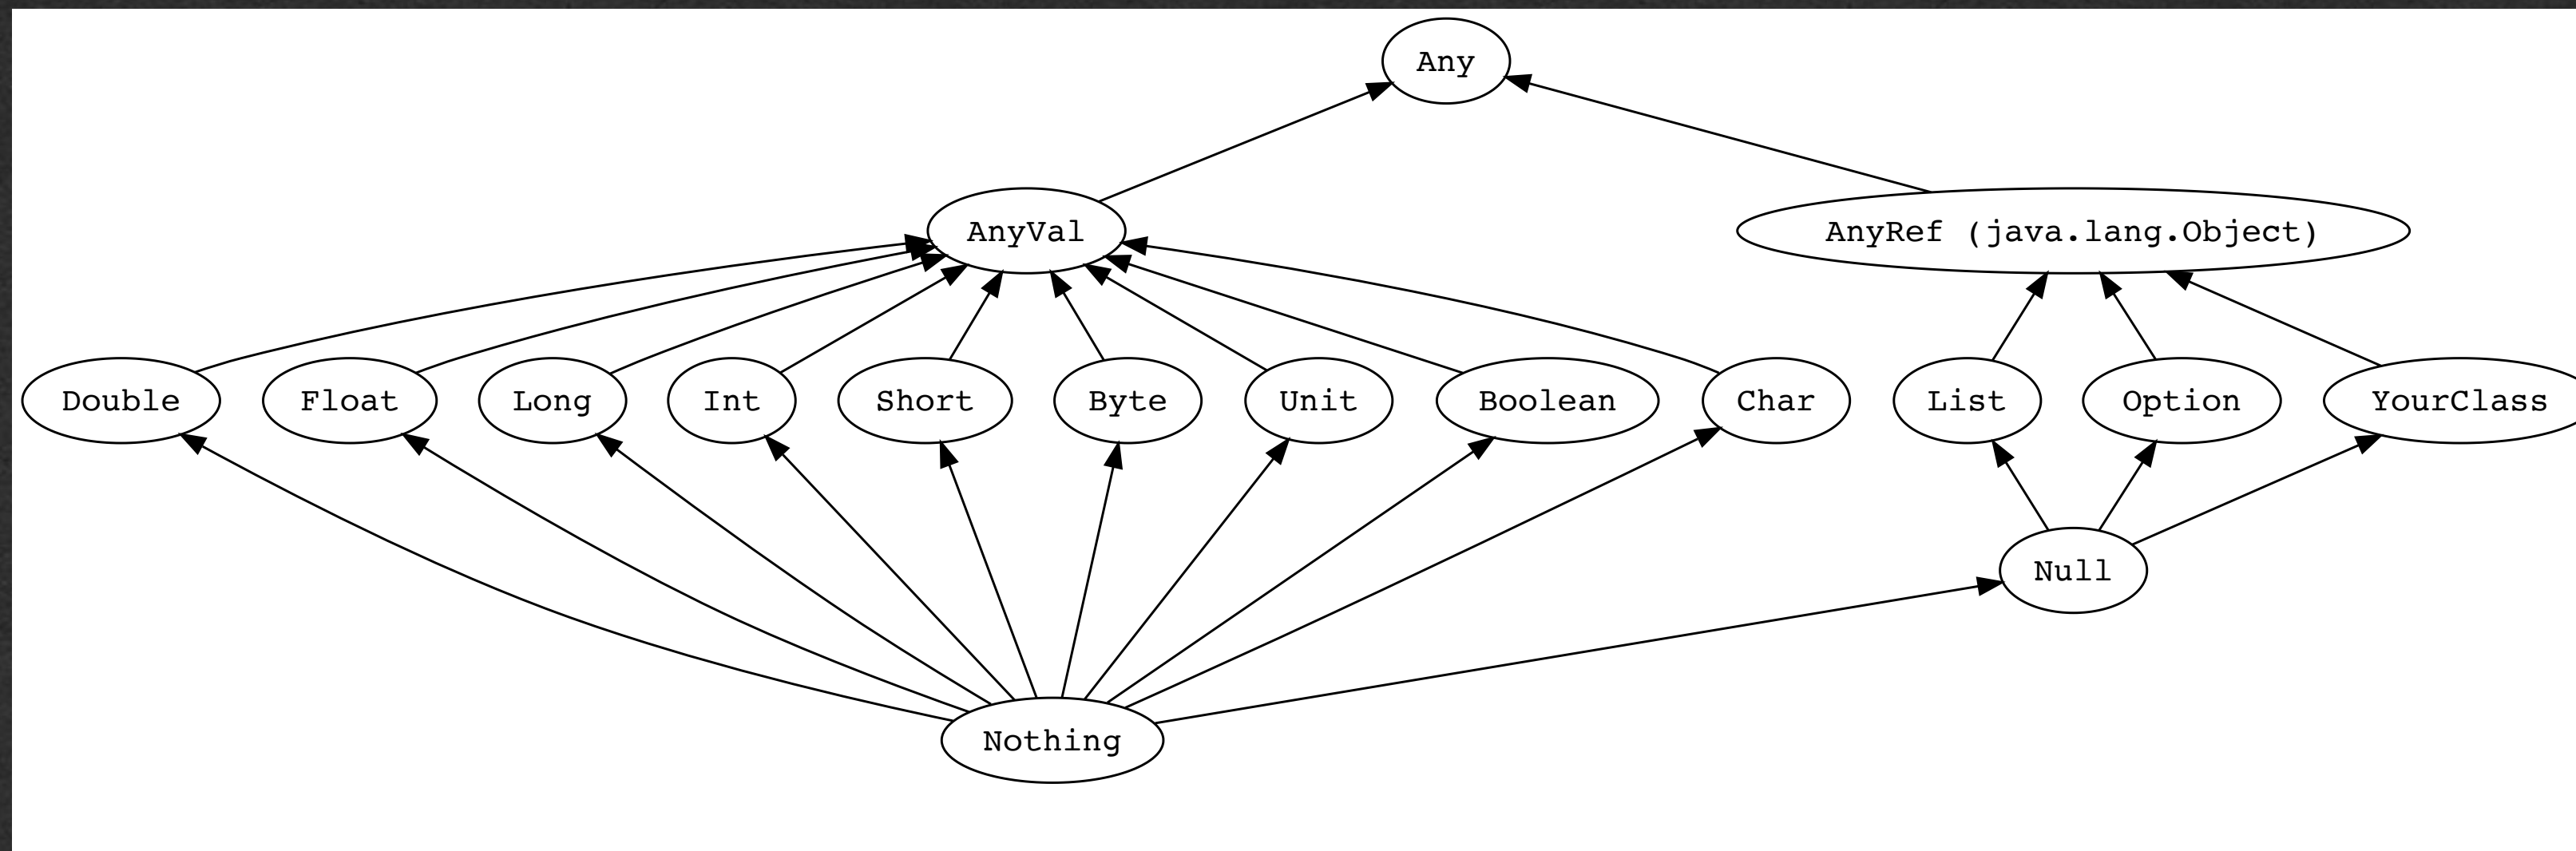 Any
AnyVal
AnyRef (java.lang.Object)
Double
Float
Long
Int
Short
Byte
Unit
Boolean
Char
List
Option
YourClass
Null
Nothing